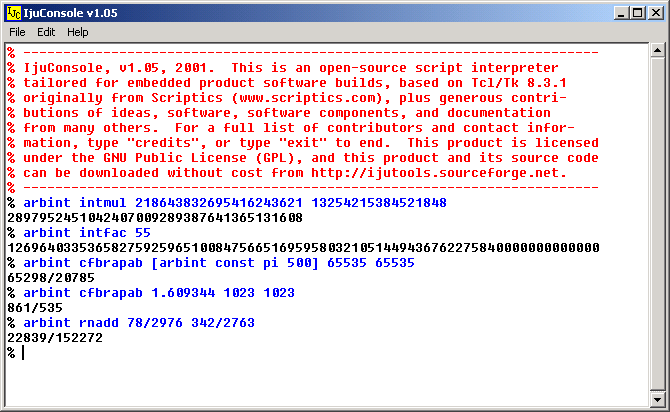 IJC IjuConsole v1.05
File Edit Help
% ----------------------------------------------------------------
% IjuConsole, v1.05, 2001.  This is an open-source script interpreter
% tailored for embedded product software builds, based on Tcl/Tk 8.3.1
% originally from Scriptics (www.scriptics.com), plus generous contri-
% butions of ideas, software, software components, and documentation
% from many others.  For a full list of contributors and contact infor-
% mation, type "credits", or type "exit" to end.  This product is licensed
% under the GNU Public License (GPL), and this product and its source code
% can be downloaded without cost from http://ijutools.sourceforge.net.
% ----------------------------------------------------------------
% arbint intmul 218643832695416243621 13254215384521848
2897952451042407009289387641365131608
% arbint intfac 55
12696403353658275925965100847566516959580321051449436762275840000000000000
% arbint cfbrapab [arbint const pi 500] 65535 65535
65298/20785
% arbint cfbrapab 1.609344 1023 1023
861/535
% arbint rnadd 78/2976 342/2763
22839/152272
%